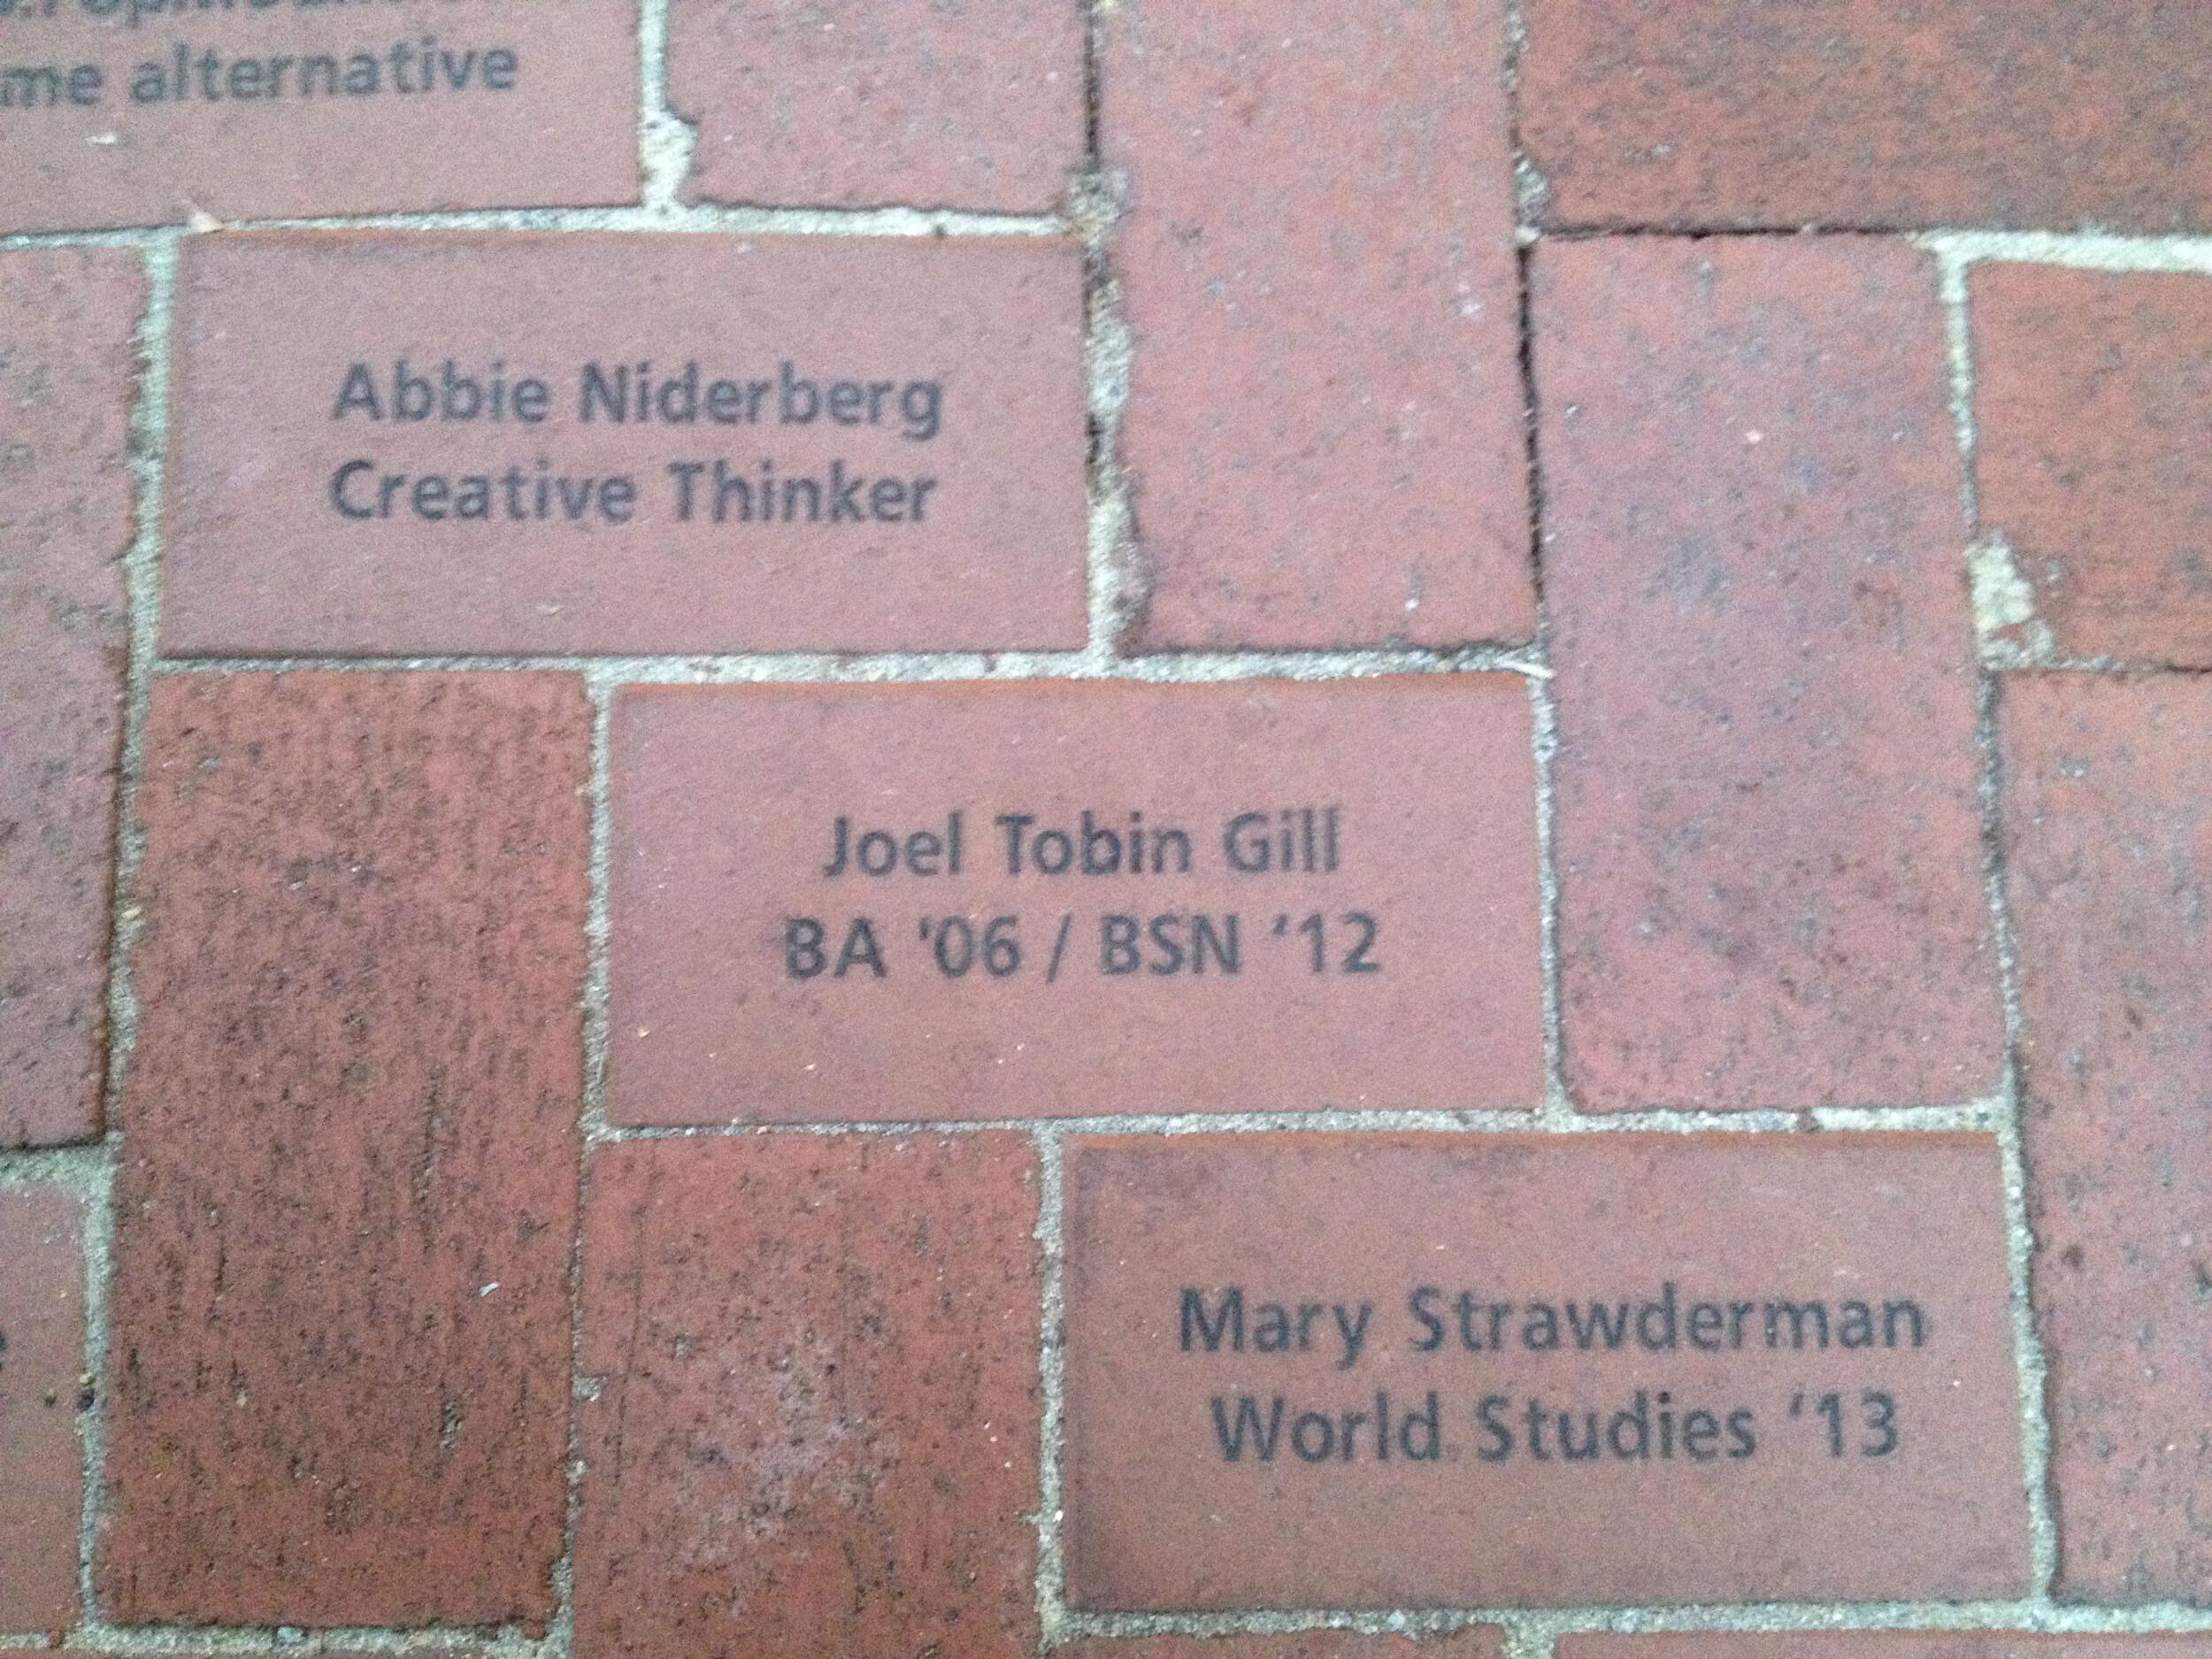 me alternative
Abbie Niderberg
Creative Thinker
Joel Tobin Gill
BA '06 / BSN '12
Mary Strawderman
World Studies '13